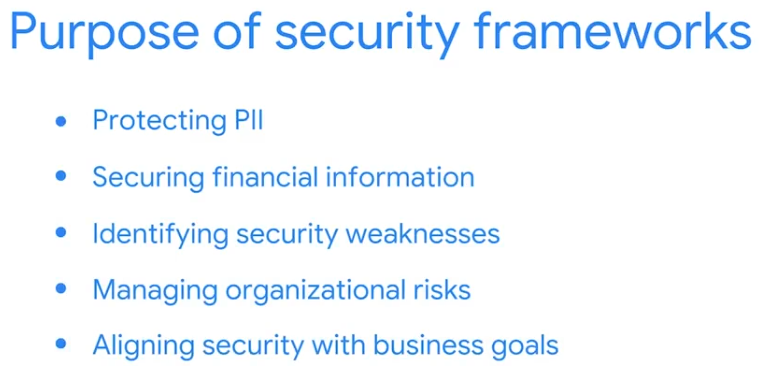 Purpose of security frameworks
• Protecting PII
• Securing financial information
• Identifying security weaknesses
• Managing organizational risks
• Aligning security with business goals